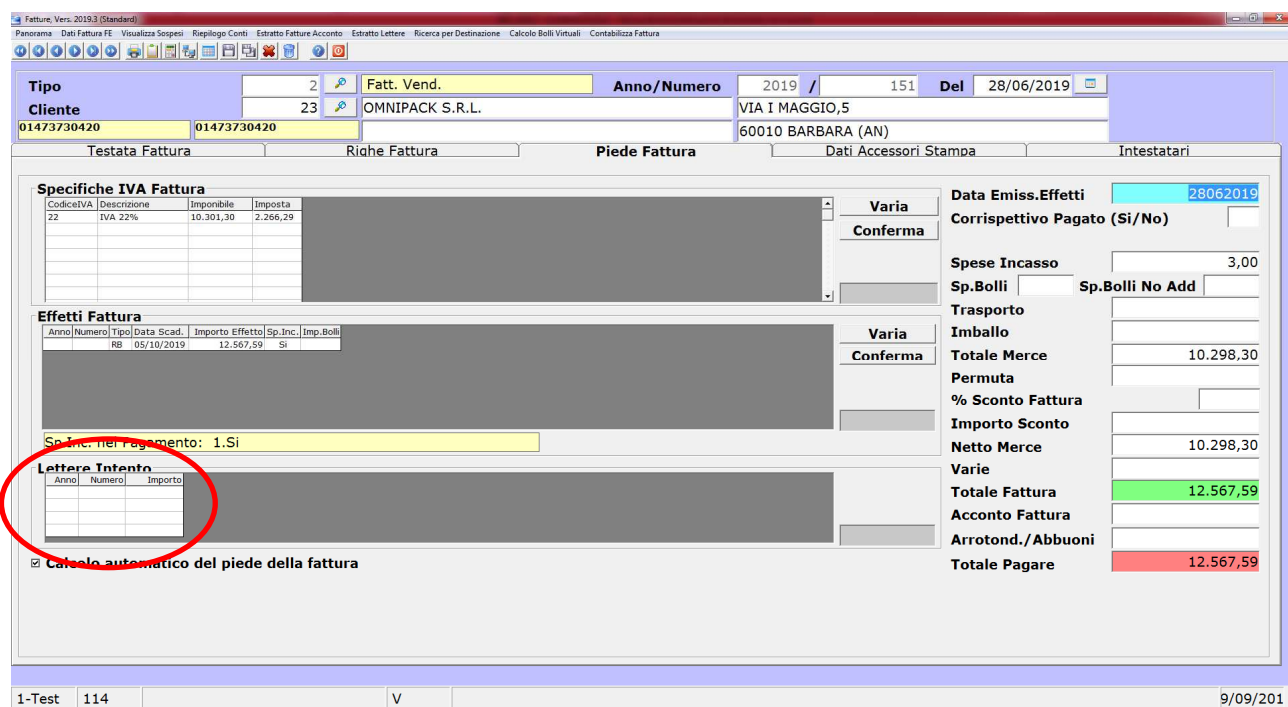 Fatture, Vers. 2019.3 (Standard)
Panorama Dati Fattura FE Visualizza Sospesi Riepilogo Conti Estratto Fatture Acconto Estratto Lettere Ricerca per Destinazione Calcolo Bolli Virtuali Contabilizza Fattura
Tipo 2 Fatt. Vend. Anno/Numero 2019 / 151 Del 28/06/2019
Cliente 23 OMNIPACK S.R.L. VIA I MAGGIO,5
01473730420 01473730420 60010 BARBARA (AN)
Testata Fattura Righe Fattura Piede Fattura Dati Accessori Stampa Intestatari
Specifiche IVA Fattura
CodiceIVA Descrizione Imponibile Imposta
22 IVA 22% 10.301,30 2.266,29
Varia
Conferma
Effetti Fattura
Anno Numero Tipo Data Scad. Importo Effetto Sp.Inc. Imp.Bolli
RB 05/10/2019 12.567,59 Si
Varia
Conferma
Sp.Inc. nel Pagamento: 1.Si
Lettere Intento
Anno Numero Importo
Calcolo automatico del piede della fattura
Data Emiss.Effetti 28062019
Corrispettivo Pagato (Si/No)
Spese Incasso 3,00
Sp.Bolli Sp.Bolli No Add
Trasporto
Imballo
Totale Merce 10.298,30
Permuta
% Sconto Fattura
Importo Sconto
Netto Merce 10.298,30
Varie
Totale Fattura 12.567,59
Acconto Fattura
Arrotond./Abbuoni
Totale Pagare 12.567,59
1-Test 114 V 9/09/201